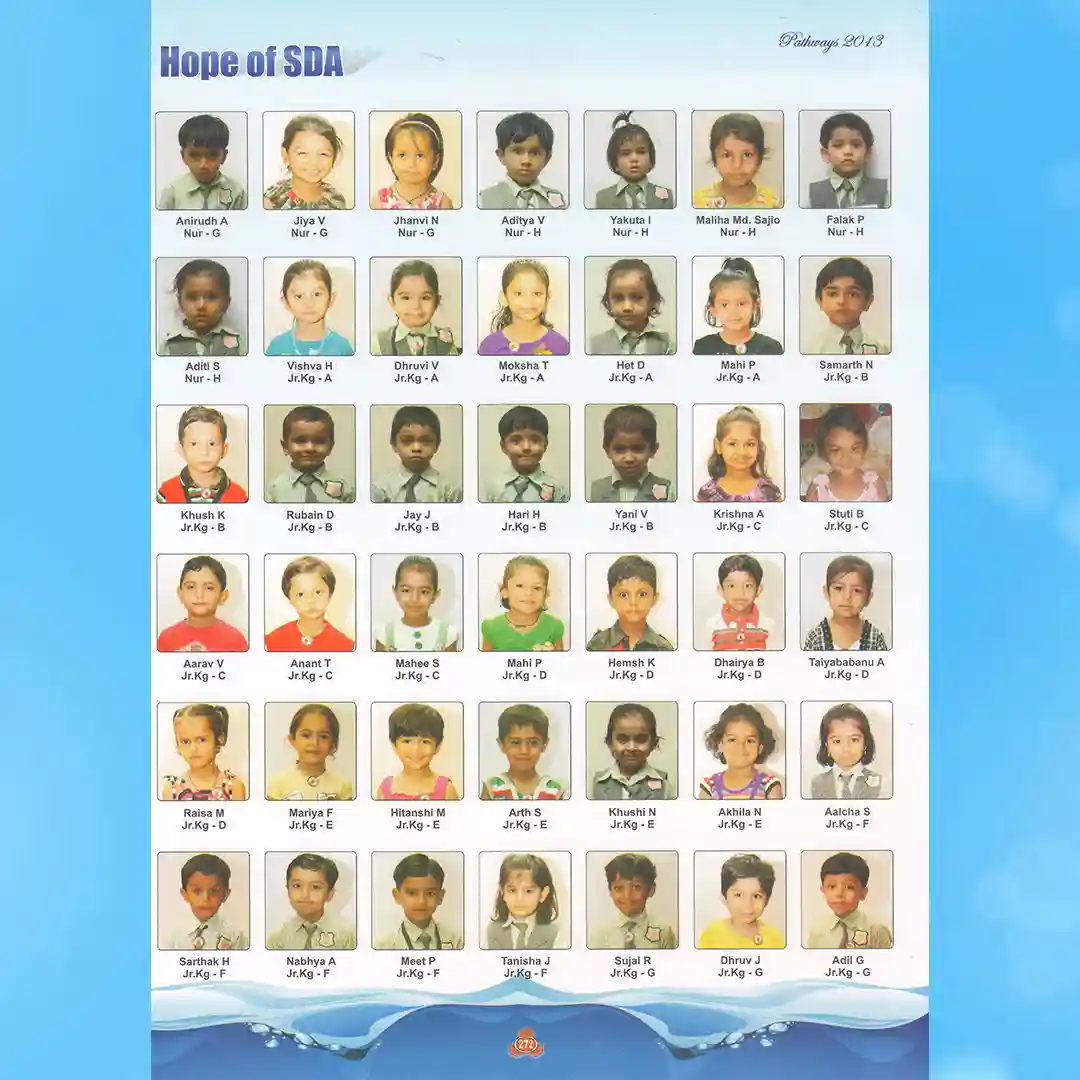 Pathways 2013
Hope of SDA
Anirudh A
Nur - G
Jiya V
Nur - G
Jhanvi N
Nur - G
Aditya V
Nur - H
Yakuta I
Nur - H
Maliha Md. Sajio
Nur - H
Falak P
Nur - H
Aditi S
Nur - H
Vishva H
Jr.Kg - A
Dhruvi V
Jr.Kg - A
Moksha T
Jr.Kg - A
Het D
Jr.Kg - A
Mahi P
Jr.Kg - A
Samarth N
Jr.Kg - B
Khush K
Jr.Kg - B
Rubain D
Jr.Kg - B
Jay J
Jr.Kg - B
Hari H
Jr.Kg - B
Yani V
Jr.Kg - B
Krishna A
Jr.Kg - C
Stuti B
Jr.Kg - C
Aarav V
Jr.Kg - C
Anant T
Jr.Kg - C
Mahee S
Jr.Kg - C
Mahi P
Jr.Kg - D
Hemsh K
Jr.Kg - D
Dhairya B
Jr.Kg - D
Taiyababanu A
Jr.Kg - D
Raisa M
Jr.Kg - D
Mariya F
Jr.Kg - E
Hitanshi M
Jr.Kg - E
Arth S
Jr.Kg - E
Khushi N
Jr.Kg - E
Akhila N
Jr.Kg - E
Aalcha S
Jr.Kg - F
Sarthak H
Jr.Kg - F
Nabhya A
Jr.Kg - F
Meet P
Jr.Kg - F
Tanisha J
Jr.Kg - F
Sujal R
Jr.Kg - G
Dhruv J
Jr.Kg - G
Adil G
Jr.Kg - G
272